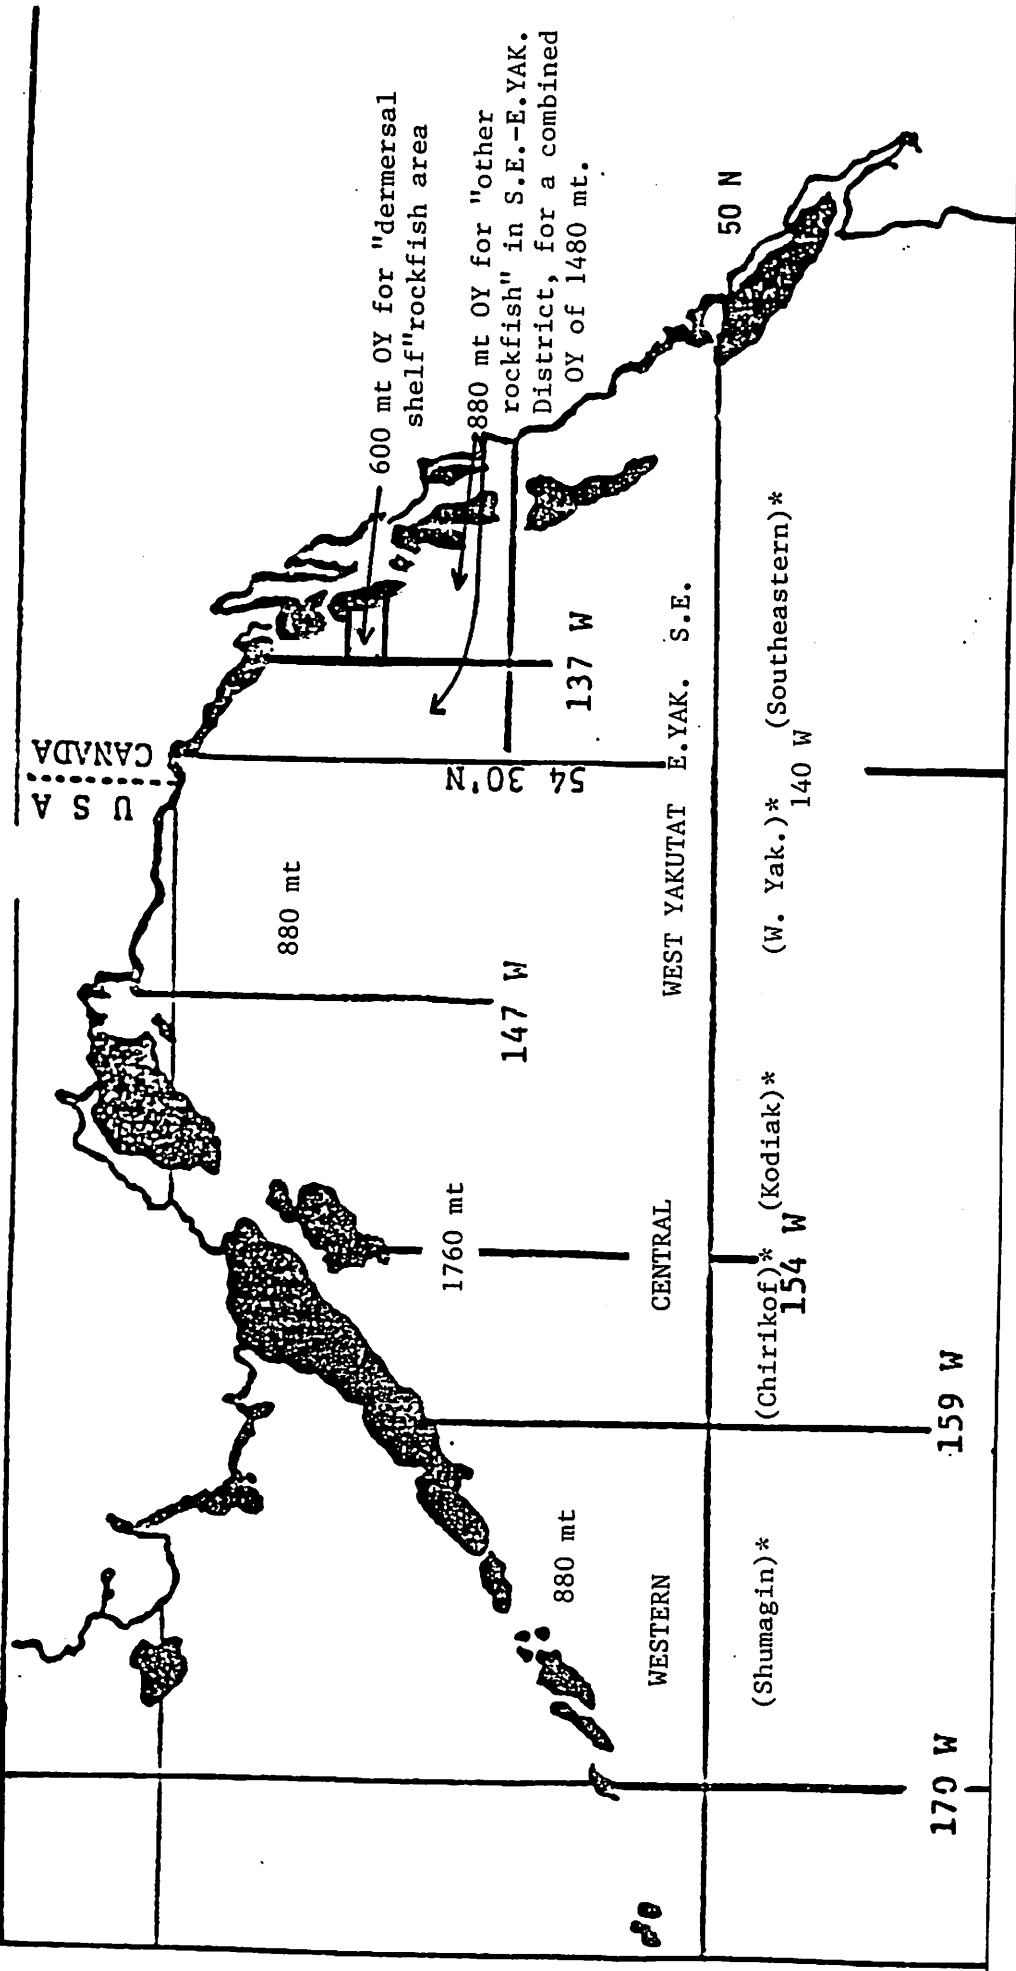 U S A
CANADA
600 mt OY for "dermersal
shelf"rockfish area
880 mt OY for "other
rockfish" in S.E.-E.YAK.
District, for a combined
OY of 1480 mt.
50 N
880 mt
54 30'N
137 W
147 W
1760 mt
880 mt
WESTERN
CENTRAL
WEST YAKUTAT
E.YAK.
S.E.
(Shumagin)*
(Chirikof)*
(Kodiak)*
(W. Yak.)*
(Southeastern)*
140 W
154 W
159 W
170 W